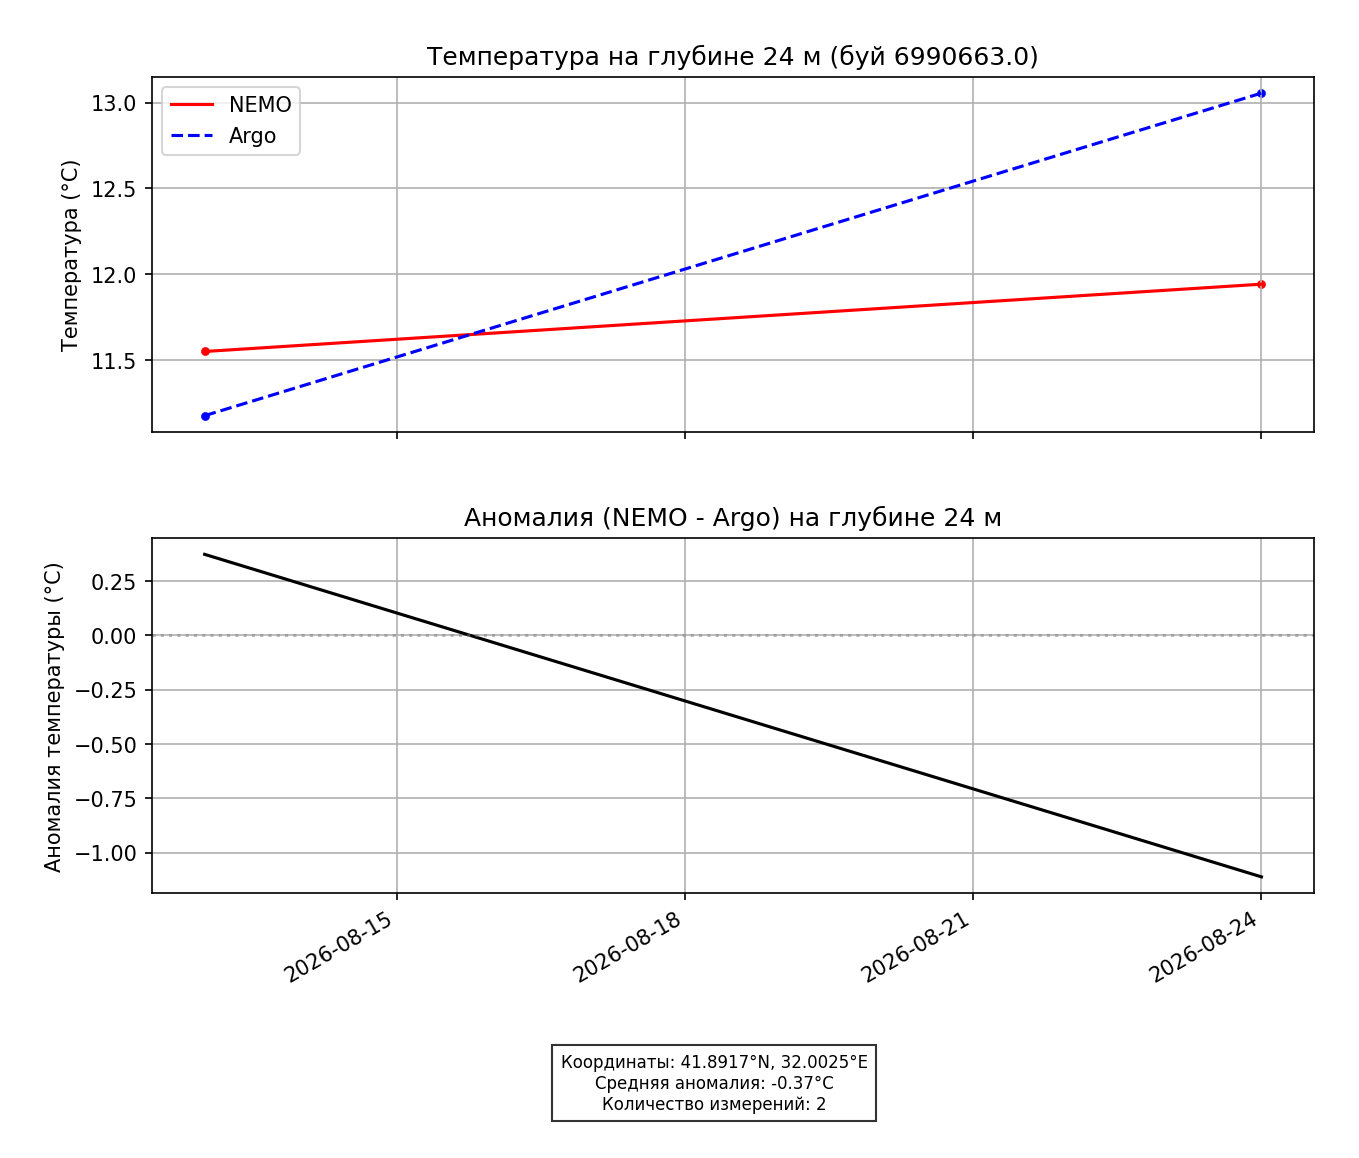 Температура на глубине 24 м (буй 6990663.0)
NEMO
Argo
Температура (°C)
13.0
12.5
12.0
11.5
Аномалия (NEMO - Argo) на глубине 24 м
Аномалия температуры (°C)
0.25
0.00
−0.25
−0.50
−0.75
−1.00
2026-08-15
2026-08-18
2026-08-21
2026-08-24
Координаты: 41.8917°N, 32.0025°E
Средняя аномалия: -0.37°C
Количество измерений: 2